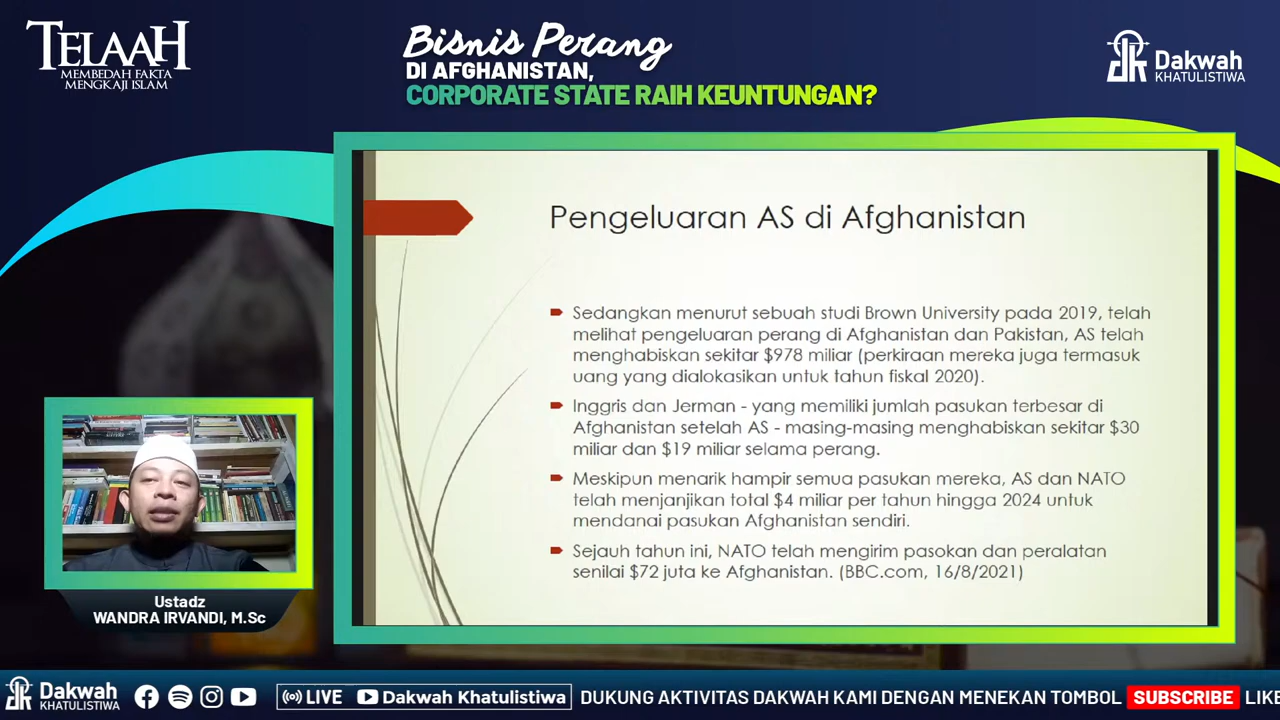 TELAAH
MEMBEDAH FAKTA
MENGKAJI ISLAM
Bisnis Perang
DI AFGHANISTAN,
CORPORATE STATE RAIH KEUNTUNGAN?
Dakwah
KHATULISTIWA
Pengeluaran AS di Afghanistan
Sedangkan menurut sebuah studi Brown University pada 2019, telah
melihat pengeluaran perang di Afghanistan dan Pakistan, AS telah
menghabiskan sekitar $978 miliar (perkiraan mereka juga termasuk
uang yang dialokasikan untuk tahun fiskal 2020).
Inggris dan Jerman - yang memiliki jumlah pasukan terbesar di
Afghanistan setelah AS - masing-masing menghabiskan sekitar $30
miliar dan $19 miliar selama perang.
Meskipun menarik hampir semua pasukan mereka, AS dan NATO
telah menjanjikan total $4 miliar per tahun hingga 2024 untuk
mendanai pasukan Afghanistan sendiri.
Sejauh tahun ini, NATO telah mengirim pasokan dan peralatan
senilai $72 juta ke Afghanistan. (BBC.com, 16/8/2021)
Ustadz
WANDRA IRVANDI, M.Sc
Dakwah
KHATULISTIWA
LIVE
Dakwah Khatulistiwa
DUKUNG AKTIVITAS DAKWAH KAMI DENGAN MENEKAN TOMBOL SUBSCRIBE LIKE